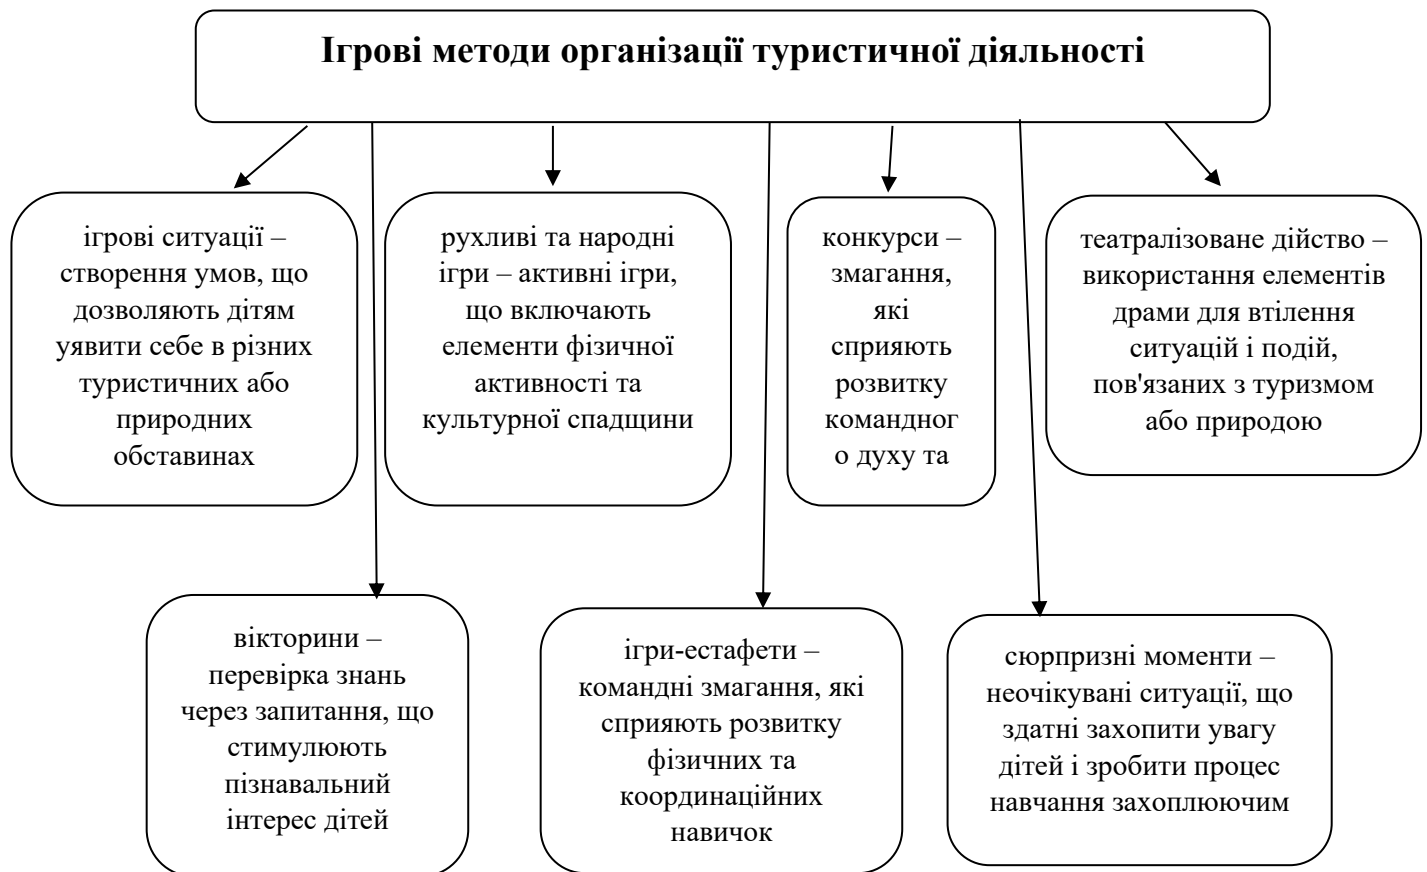 Ігрові методи організації туристичної діяльності
ігрові ситуації –
створення умов, що
дозволяють дітям
уявити себе в різних
туристичних або
природних
обставинах
рухливі та народні
ігри – активні ігри,
що включають
елементи фізичної
активності та
культурної спадщини
конкурси –
змагання,
які
сприяють
розвитку
командног
о духу та
театралізоване дійство –
використання елементів
драми для втілення
ситуацій і подій,
пов'язаних з туризмом
або природою
вікторини –
перевірка знань
через запитання, що
стимулюють
пізнавальний
інтерес дітей
ігри-естафети –
командні змагання, які
сприяють розвитку
фізичних та
координаційних
навичок
сюрпризні моменти –
неочікувані ситуації, що
здатні захопити увагу
дітей і зробити процес
навчання захоплюючим